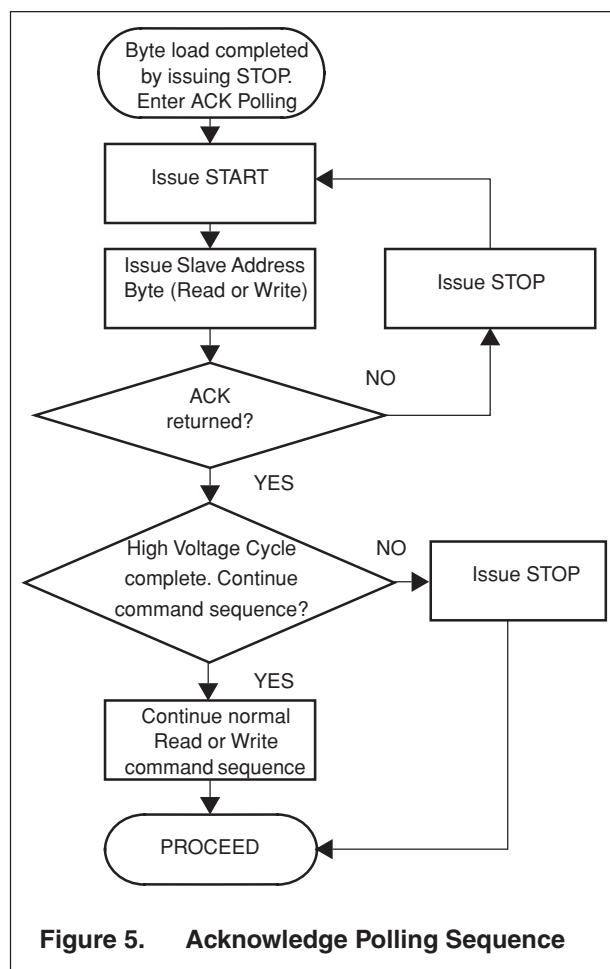 Byte load completed
by issuing STOP.
Enter ACK Polling
Issue START
Issue Slave Address
Byte (Read or Write)
Issue STOP
ACK
returned?
NO
YES
High Voltage Cycle
complete. Continue
command sequence?
NO
Issue STOP
YES
Continue normal
Read or Write
command sequence
PROCEED
Figure 5. Acknowledge Polling Sequence